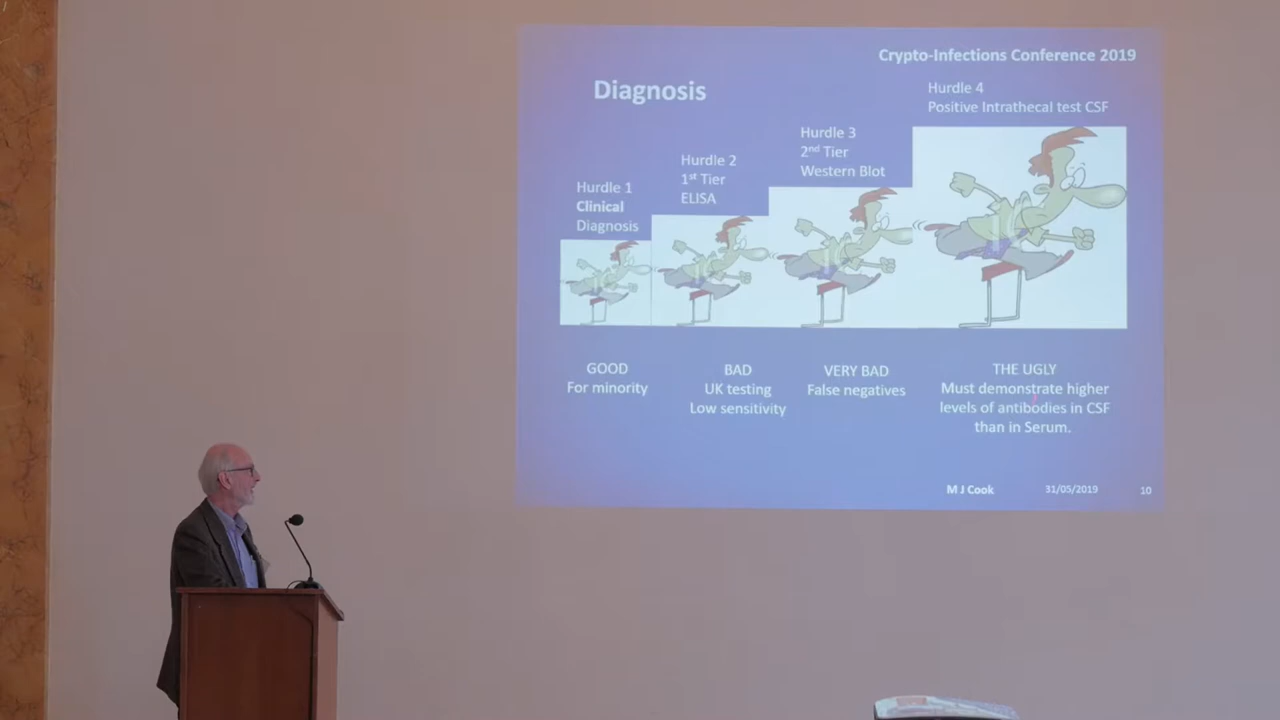 Crypto-Infections Conference 2019
Diagnosis
Hurdle 1
Clinical
Diagnosis
Hurdle 2
1st Tier
ELISA
Hurdle 3
2nd Tier
Western Blot
Hurdle 4
Positive Intrathecal test CSF
GOOD
For minority
BAD
UK testing
Low sensitivity
VERY BAD
False negatives
THE UGLY
Must demonstrate higher
levels of antibodies in CSF
than in Serum.
M J Cook
31/05/2019
10